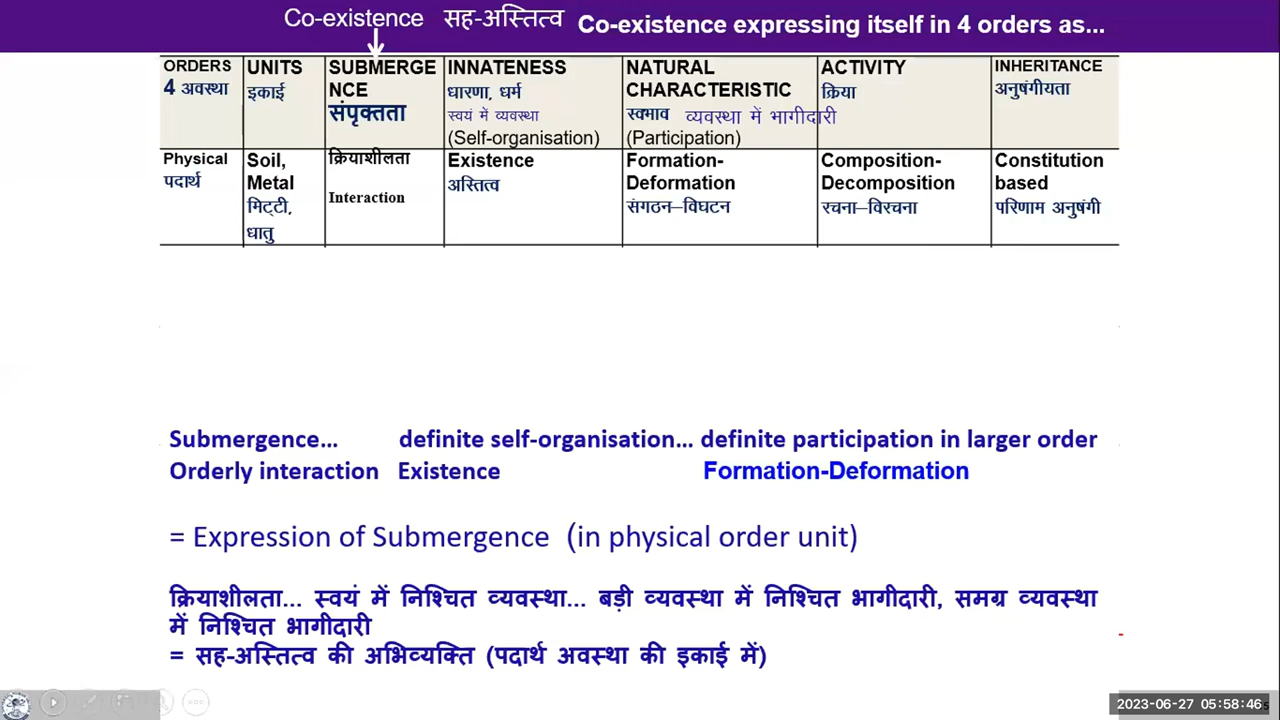 Co-existence सह-अस्तित्व Co-existence expressing itself in 4 orders as...
ORDERS
4 अवस्था
UNITS
इकाई
SUBMERGE
NCE
संपृक्तता
INNATENESS
धारणा, धर्म
स्वयं में व्यवस्था
(Self-organisation)
NATURAL
CHARACTERISTIC
स्वभाव व्यवस्था में भागीदारी
(Participation)
ACTIVITY
क्रिया
INHERITANCE
अनुषंगीयता
Physical
पदार्थ
Soil,
Metal
मिट्टी,
धातु
क्रियाशीलता
Interaction
Existence
अस्तित्व
Formation-
Deformation
संगठन–विघटन
Composition-
Decomposition
रचना–विरचना
Constitution
based
परिणाम अनुषंगी
Submergence... definite self-organisation... definite participation in larger order
Orderly interaction Existence Formation-Deformation
= Expression of Submergence (in physical order unit)
क्रियाशीलता... स्वयं में निश्चित व्यवस्था... बड़ी व्यवस्था में निश्चित भागीदारी, समग्र व्यवस्था
में निश्चित भागीदारी
= सह-अस्तित्व की अभिव्यक्ति (पदार्थ अवस्था की इकाई में)
2023-06-27 05:58:46